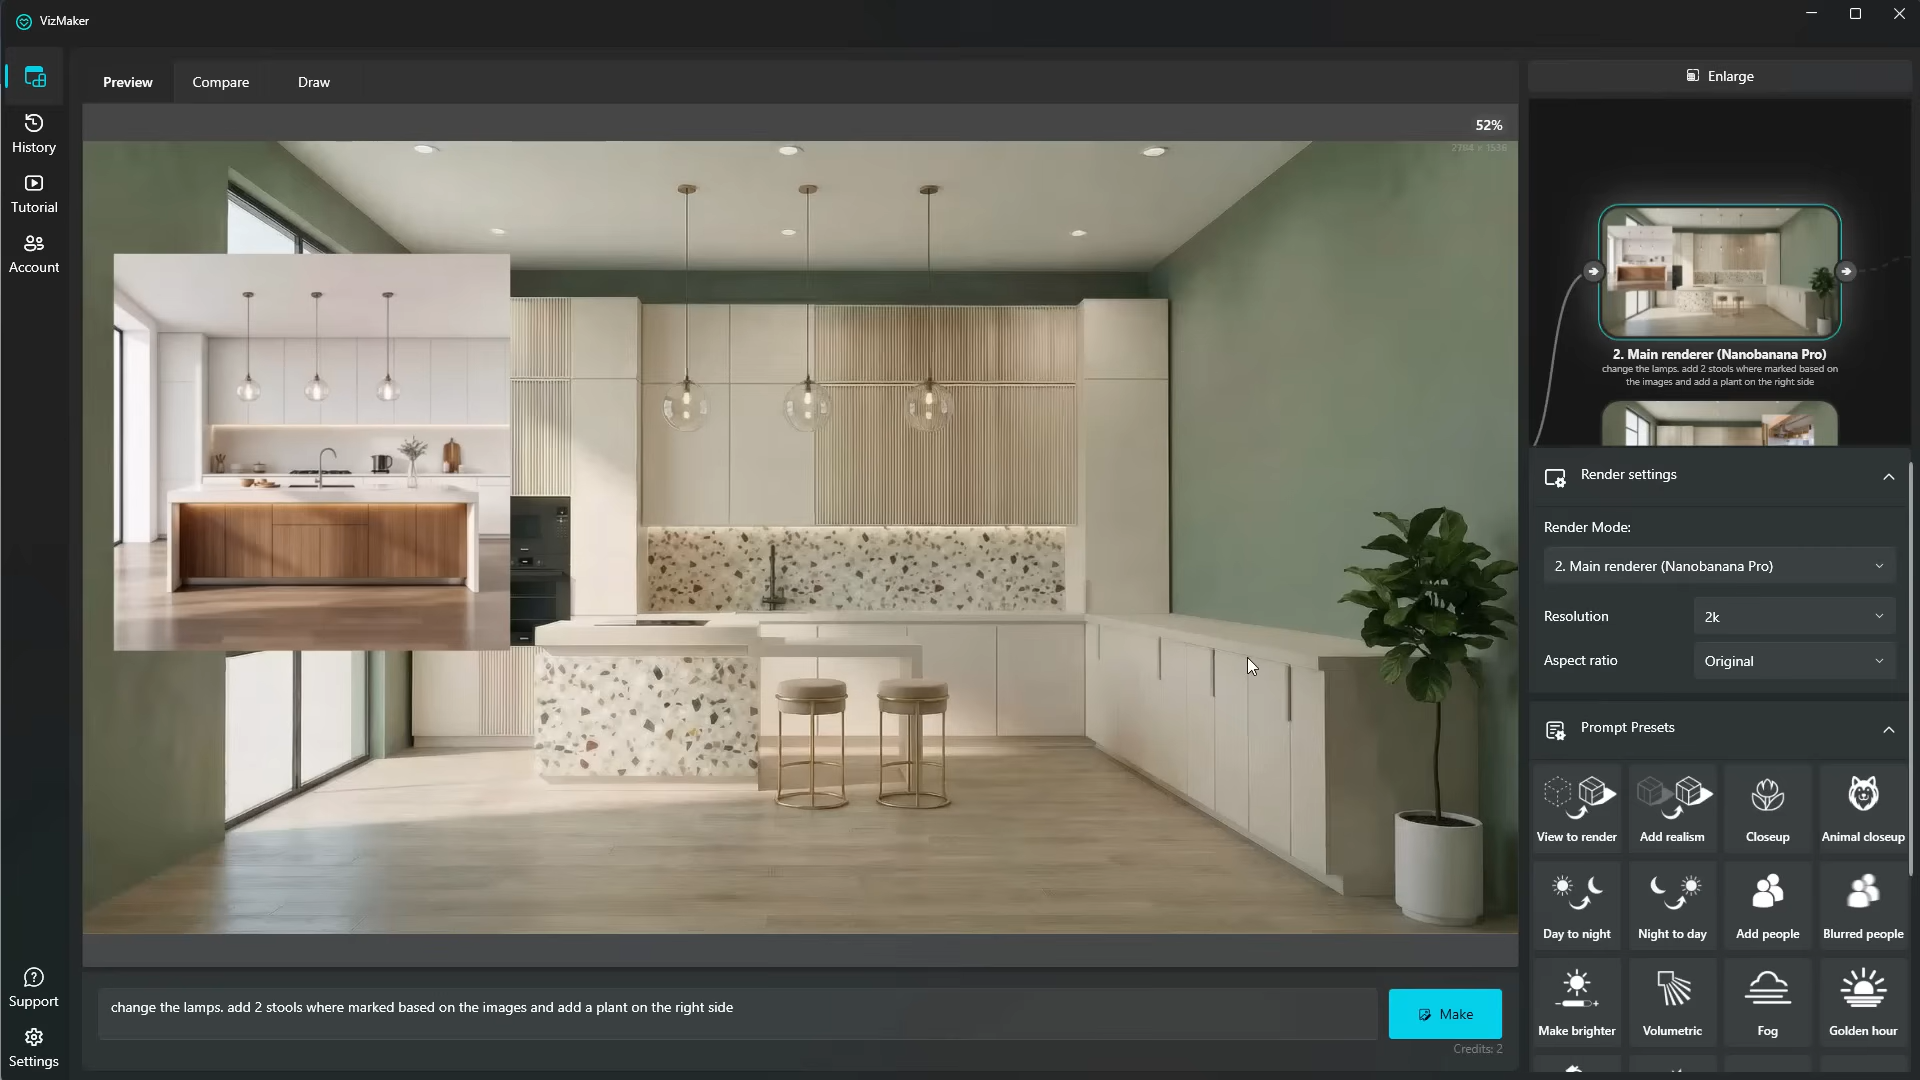 VizMaker
History
Tutorial
Account
Support
Settings
Preview
Compare
Draw
52%
2794 x 1536
change the lamps. add 2 stools where marked based on the images and add a plant on the right side
Make
Credits: 2
Enlarge
2. Main renderer (Nanobanana Pro)
change the lamps. add 2 stools where marked based on
the images and add a plant on the right side
Render settings
Render Mode:
2. Main renderer (Nanobanana Pro)
Resolution
2k
Aspect ratio
Original
Prompt Presets
View to render
Add realism
Closeup
Animal closeup
Day to night
Night to day
Add people
Blurred people
Make brighter
Volumetric
Fog
Golden hour